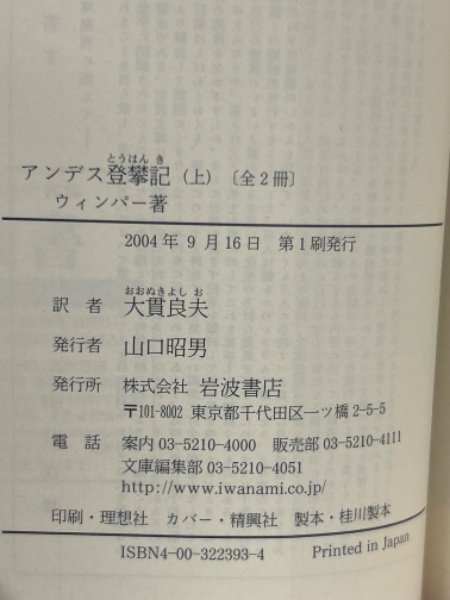 とうはん き
アンデス登攀記(上)〔全2冊〕
ウィンパー著
2004年9月16日 第1刷発行
おおぬきよし お
訳者 大貫良夫
発行者 山口昭男
発行所 株式会社 岩波書店
〒101-8002 東京都千代田区一ツ橋2-5-5
電話 案内03-5210-4000 販売部03-5210-4111
文庫編集部03-5210-4051
http://www.iwanami.co.jp/
印刷・理想社 カバー・精興社 製本・桂川製本
ISBN4-00-322393-4 Printed in Japan